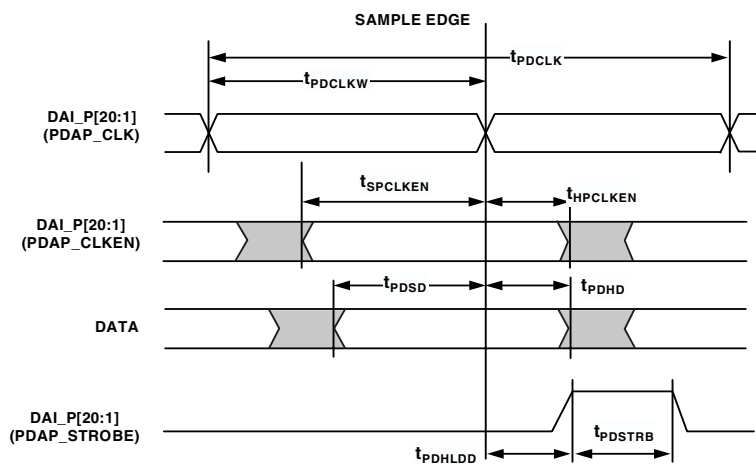 SAMPLE EDGE
tPDCLK
tPDCLKW
DAI_P[20:1]
(PDAP_CLK)
tSPCLKEN
tHPCLKEN
DAI_P[20:1]
(PDAP_CLKEN)
tPDSD
tPDHD
DATA
DAI_P[20:1]
(PDAP_STROBE)
tPDHLDD
tPDSTRB